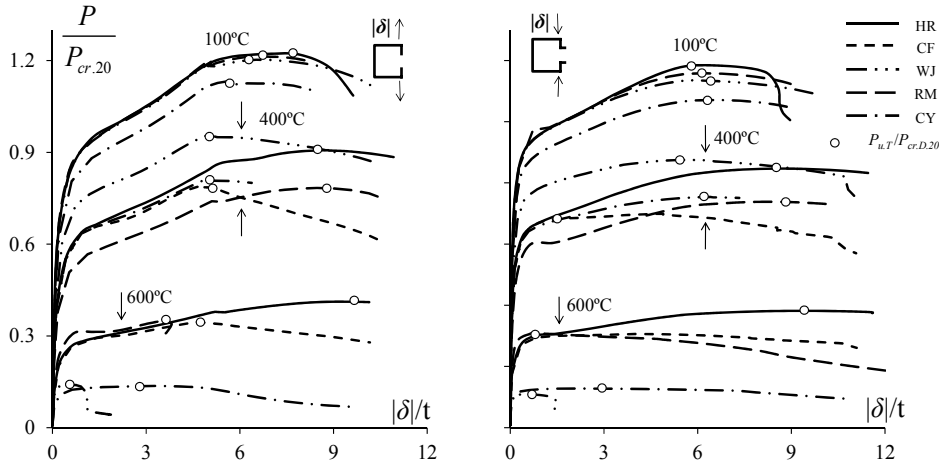 P
P_cr.20
|δ|
100ºC
400ºC
600ºC
1.2
0.9
0.6
0.3
0
0 3 6 9 12
|δ|/t
|δ|
100ºC
400ºC
600ºC
0 3 6 9 12
|δ|/t
HR
CF
WJ
RM
CY
P_u.T/P_cr.D.20